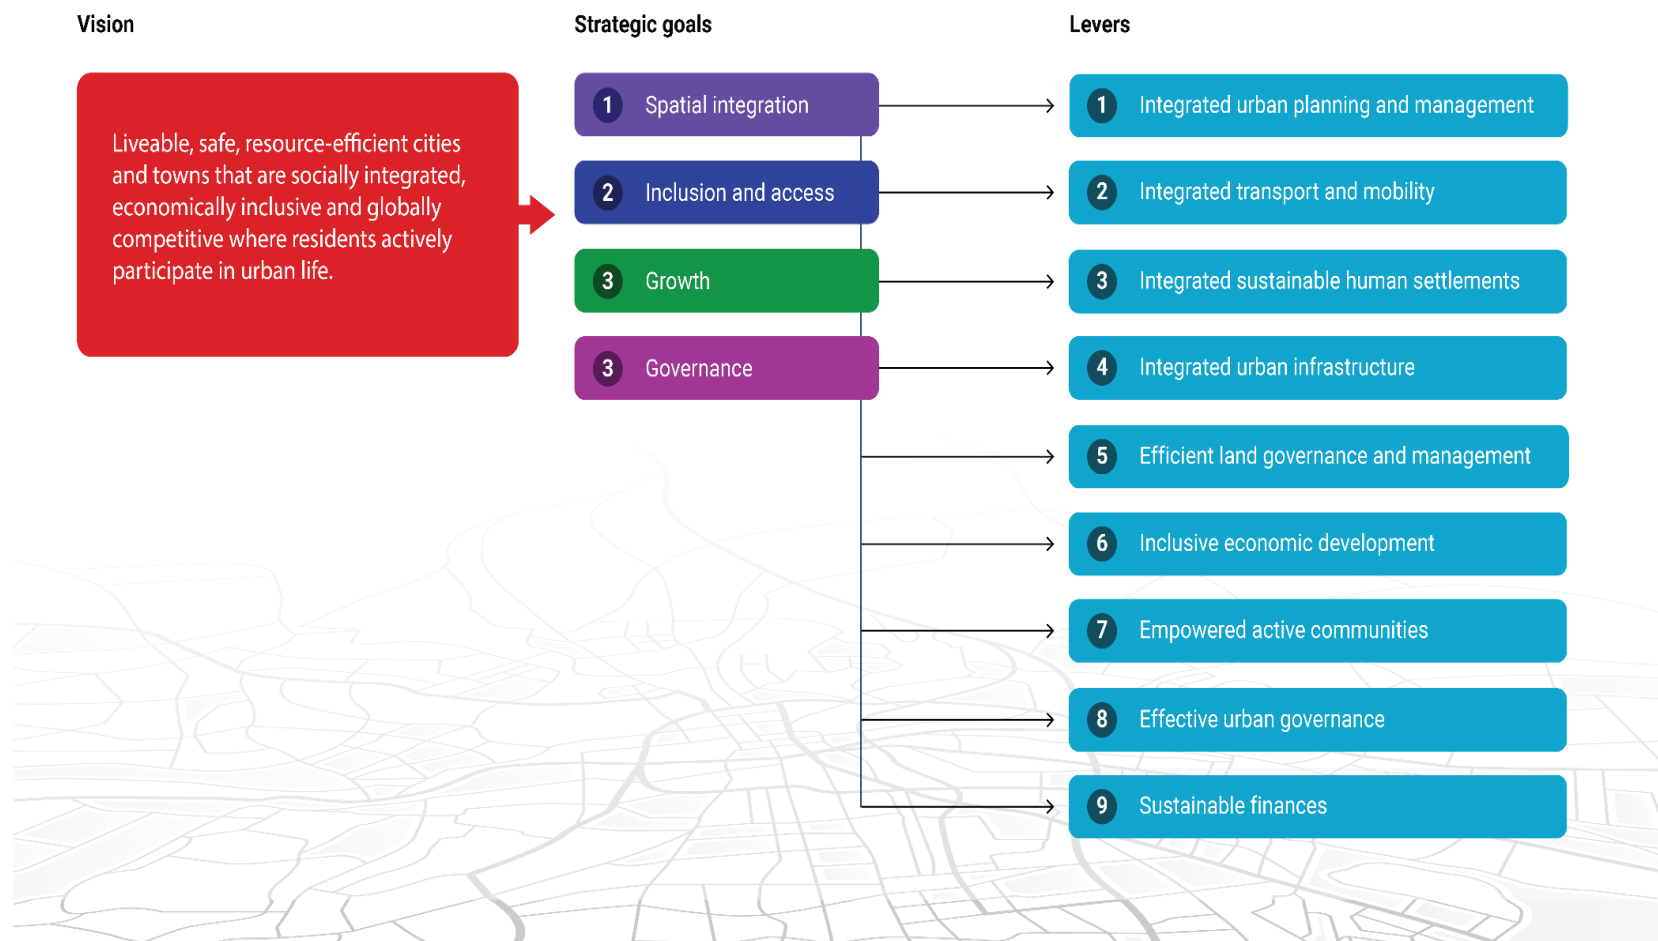 Vision
Liveable, safe, resource-efficient cities
and towns that are socially integrated,
economically inclusive and globally
competitive where residents actively
participate in urban life.
Strategic goals
1 Spatial integration
2 Inclusion and access
3 Growth
3 Governance
Levers
1 Integrated urban planning and management
2 Integrated transport and mobility
3 Integrated sustainable human settlements
4 Integrated urban infrastructure
5 Efficient land governance and management
6 Inclusive economic development
7 Empowered active communities
8 Effective urban governance
9 Sustainable finances